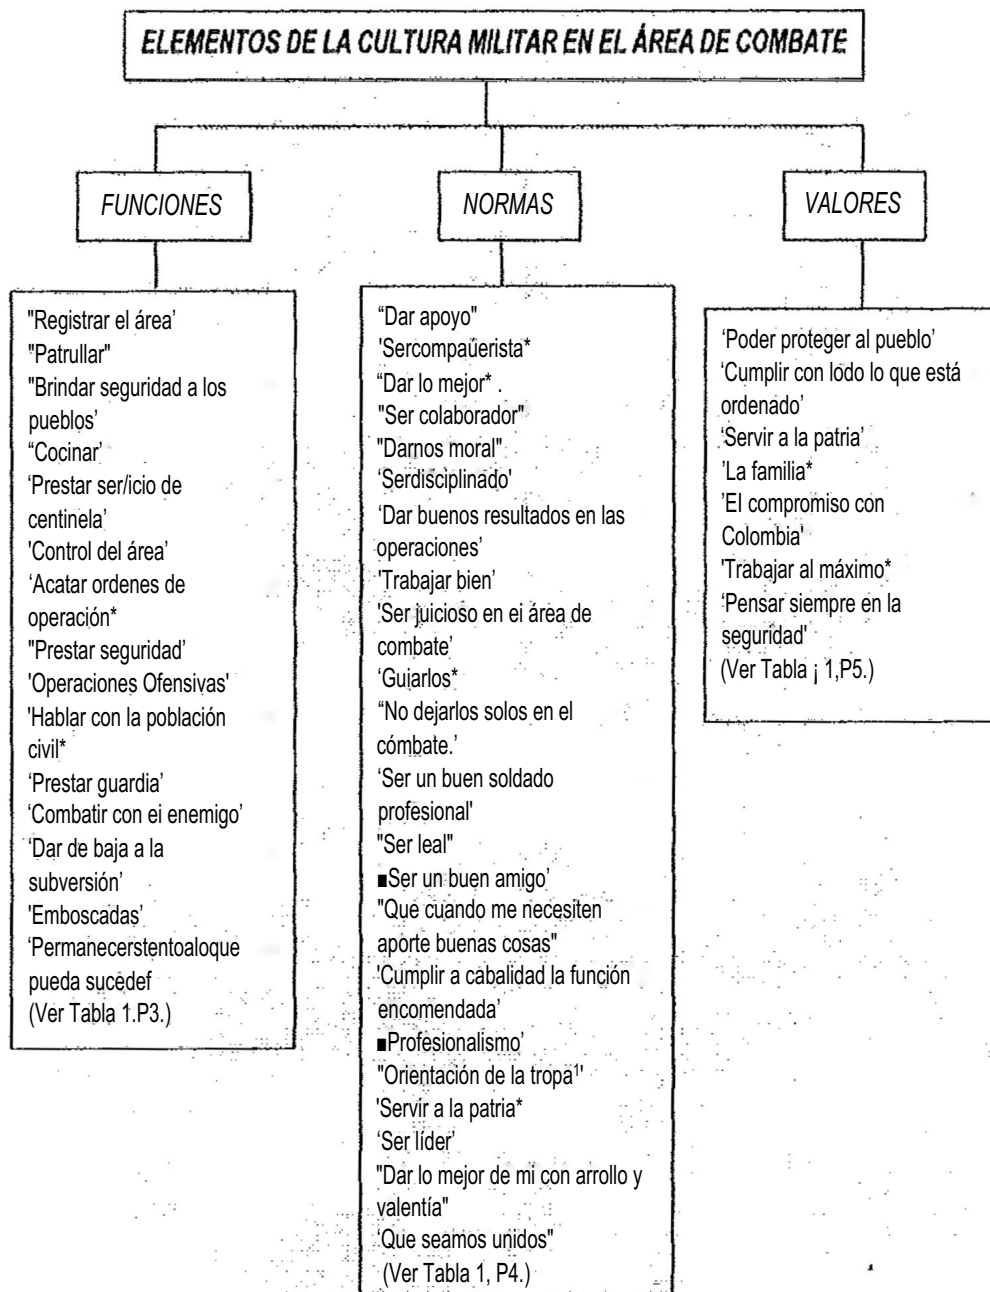 ELEMENTOS DE LA CULTURA MILITAR EN EL ÁREA DE COMBATE
FUNCIONES
"Registrar el área’
"Patrullar"
"Brindar seguridad a los
pueblos’
“Cocinar’
‘Prestar ser/icio de
centinela’
'Control del área’
‘Acatar ordenes de
operación*
"Prestar seguridad’
'Operaciones Ofensivas'
'Hablar con la población
civil*
‘Prestar guardia’
‘Combatir con ei enemigo’
‘Dar de baja a la
subversión’
'Emboscadas’
‘Permanecerstentoaloque
pueda sucedef
(Ver Tabla 1.P3.)
NORMAS
“Dar apoyo"
'Sercompaüerista*
“Dar lo mejor* .
"Ser colaborador"
"Darnos moral"
‘Serdisciplinado'
‘Dar buenos resultados en las
operaciones’
'Trabajar bien’
'Ser juicioso en ei área de
combate’
‘Guiarlos*
“No dejarlos solos en el
cómbate.’
‘Ser un buen soldado
profesional'
"Ser leal"
■Ser un buen amigo’
"Que cuando me necesiten
aporte buenas cosas"
'Cumplir a cabalidad la función
encomendada’
■Profesionalismo’
"Orientación de la tropa¹'
'Servir a la patria*
‘Ser líder’
"Dar lo mejor de mi con arrollo y
valentía"
‘Que seamos unidos"
(Ver Tabla 1, P4.)
VALORES
‘Poder proteger al pueblo’
‘Cumplir con lodo lo que está
ordenado’
‘Servir a la patria’
’La familia*
’El compromiso con
Colombia'
'Trabajar al máximo*
‘Pensar siempre en la
seguridad'
(Ver Tabla ¡ 1,P5.)